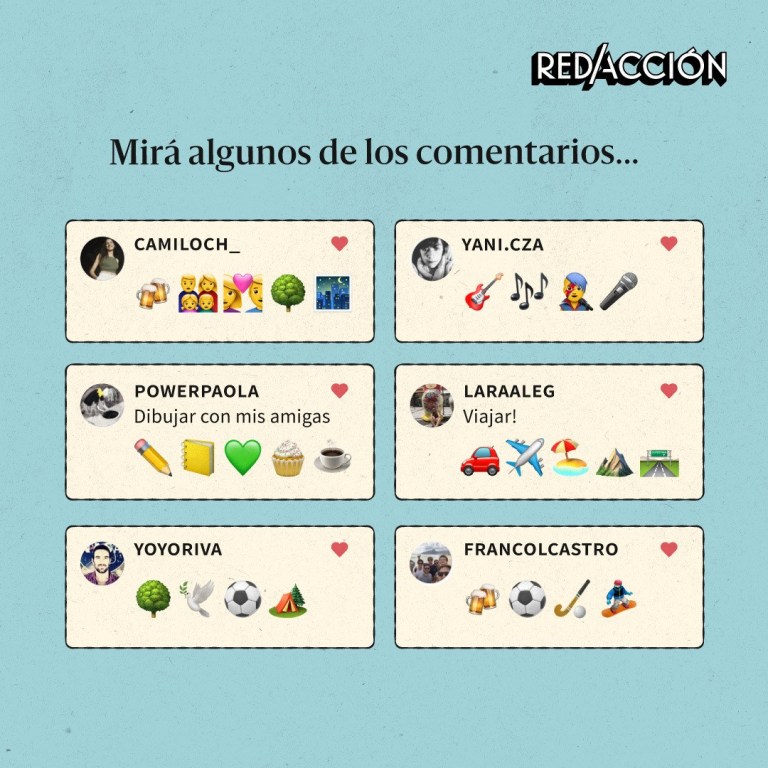 RED/ACCIÓN
Mirá algunos de los comentarios...
CAMILOCH_
🍻👨‍👩‍👧‍👧👩‍❤️‍👨🌳🌃
YANI.CZA
🎸🎶👨‍🎤🎤
POWERPAOLA
Dibujar con mis amigas
✏️📒💚🧁☕
LARAALEG
Viajar!
🚗✈️🏖️⛰️🛣️
YOYORIVA
🌳🕊️⚽🏕️
FRANCOLCASTRO
🍻⚽🏑🏂